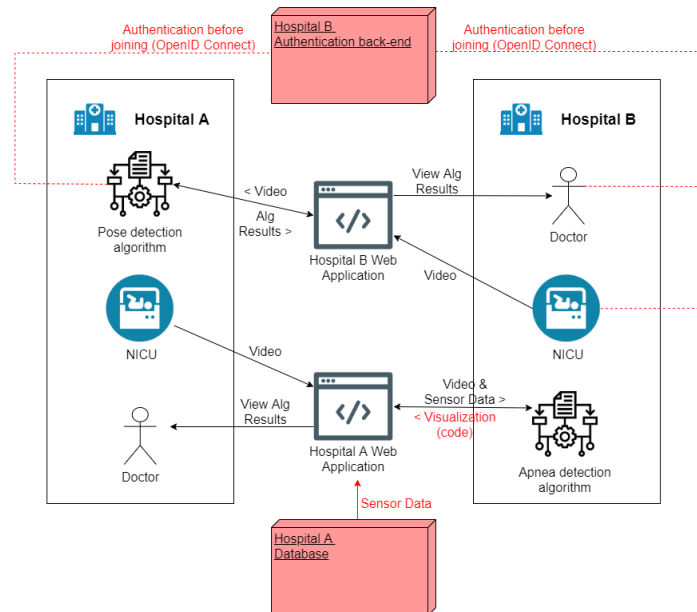 Authentication before
joining (OpenID Connect)
Hospital B
Authentication back-end
Authentication before
joining (OpenID Connect)
Hospital A
Hospital B
< Video
Alg
Results >
View Alg
Results
Pose detection
algorithm
Doctor
Hospital B Web
Application
Video
NICU
NICU
Video
Video &
Sensor Data >
< Visualization
(code)
View Alg
Results
Hospital A Web
Application
Doctor
Apnea detection
algorithm
Sensor Data
Hospital A
Database